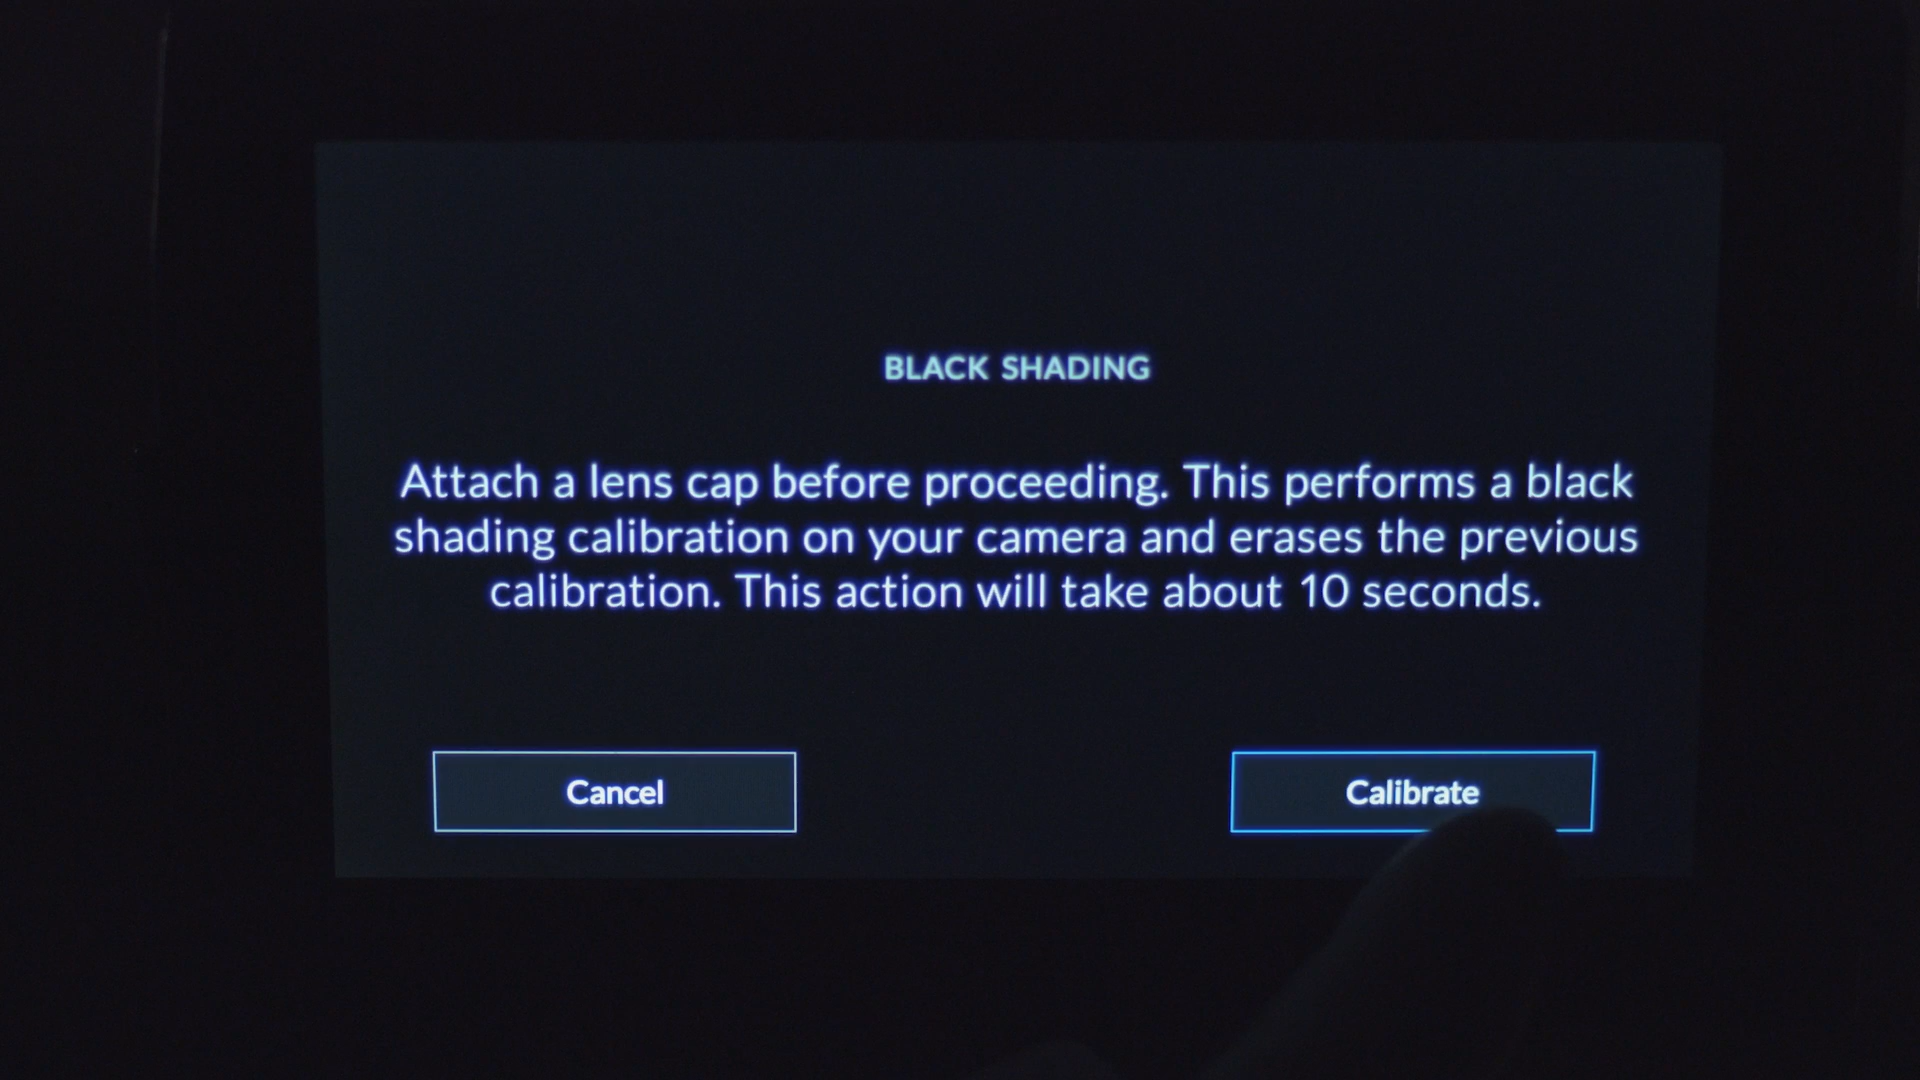 BLACK SHADING
Attach a lens cap before proceeding. This performs a black
shading calibration on your camera and erases the previous
calibration. This action will take about 10 seconds.
Cancel
Calibrate